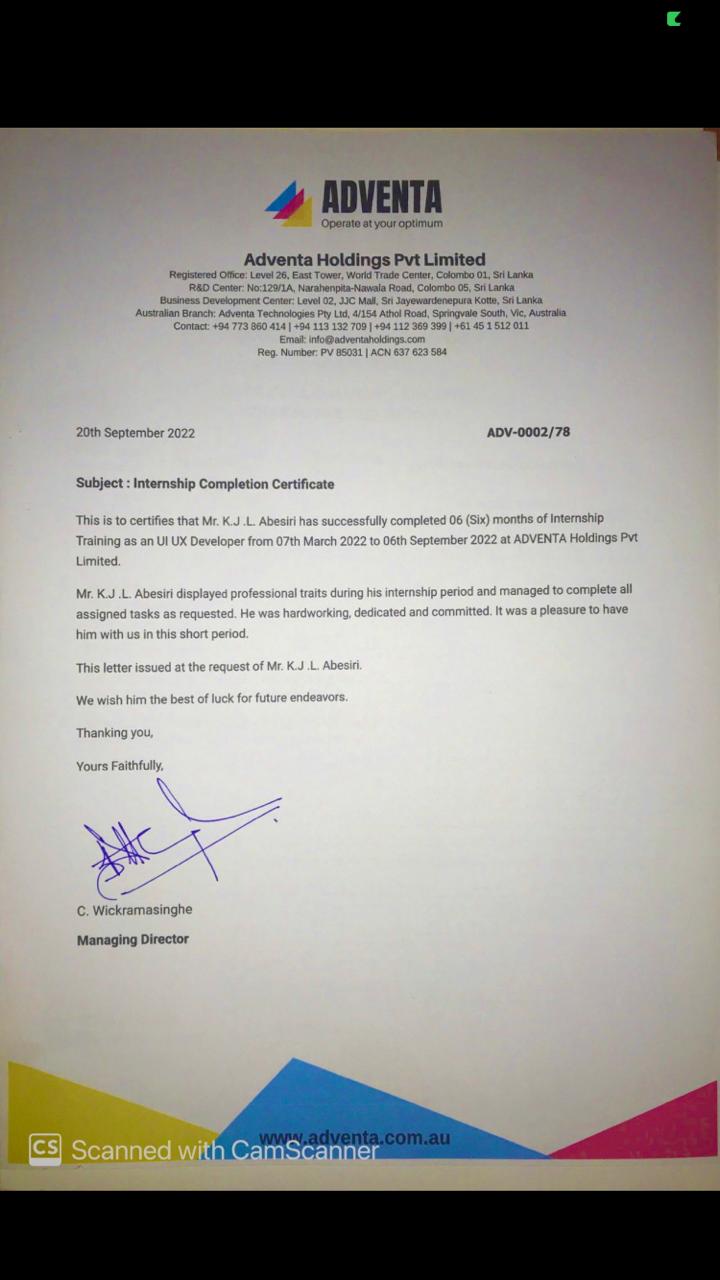 ADVENTA
Operate at your optimum
Adventa Holdings Pvt Limited
Registered Office: Level 26, East Tower, World Trade Center, Colombo 01, Sri Lanka
R&D Center: No:129/1A, Narahenpita-Nawala Road, Colombo 05, Sri Lanka
Business Development Center: Level 02, JJC Mall, Sri Jayewardenepura Kotte, Sri Lanka
Australian Branch: Adventa Technologies Pty Ltd, 4/154 Athol Road, Springvale South, Vic, Australia
Contact: +94 773 860 414 | +94 113 132 709 | +94 112 369 399 | +61 45 1 512 011
Email: info@adventaholdings.com
Reg. Number: PV 85031 | ACN 637 623 584
20th September 2022 ADV-0002/78
Subject : Internship Completion Certificate
This is to certifies that Mr. K.J .L. Abesiri has successfully completed 06 (Six) months of Internship
Training as an UI UX Developer from 07th March 2022 to 06th September 2022 at ADVENTA Holdings Pvt
Limited.
Mr. K.J .L. Abesiri displayed professional traits during his internship period and managed to complete all
assigned tasks as requested. He was hardworking, dedicated and committed. It was a pleasure to have
him with us in this short period.
This letter issued at the request of Mr. K.J .L. Abesiri.
We wish him the best of luck for future endeavors.
Thanking you,
Yours Faithfully,
C. Wickramasinghe
Managing Director
www.adventa.com.au
CS Scanned with CamScanner